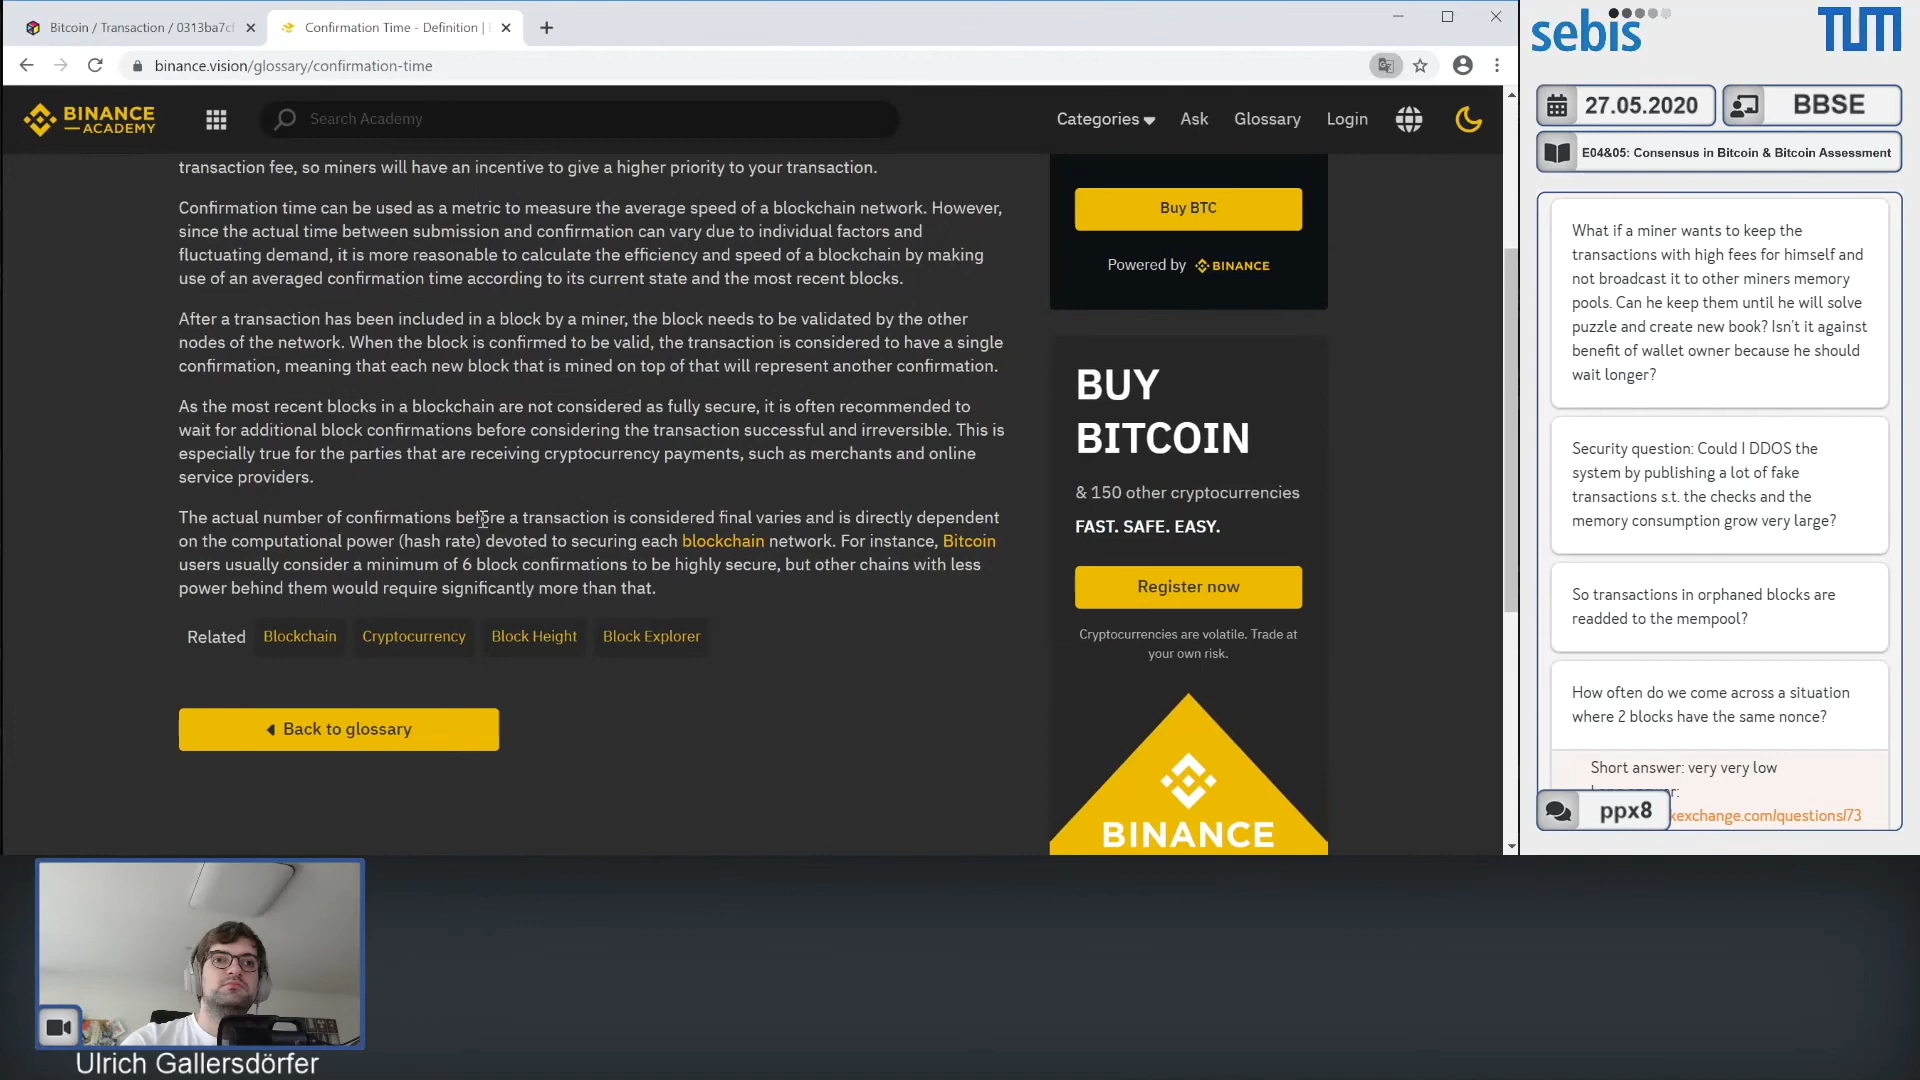 Bitcoin / Transaction / 0313ba7cf
Confirmation Time - Definition |
binance.vision/glossary/confirmation-time
BINANCE
ACADEMY
Search Academy
Categories
Ask
Glossary
Login
transaction fee, so miners will have an incentive to give a higher priority to your transaction.
Confirmation time can be used as a metric to measure the average speed of a blockchain network. However,
since the actual time between submission and confirmation can vary due to individual factors and
fluctuating demand, it is more reasonable to calculate the efficiency and speed of a blockchain by making
use of an averaged confirmation time according to its current state and the most recent blocks.
After a transaction has been included in a block by a miner, the block needs to be validated by the other
nodes of the network. When the block is confirmed to be valid, the transaction is considered to have a single
confirmation, meaning that each new block that is mined on top of that will represent another confirmation.
As the most recent blocks in a blockchain are not considered as fully secure, it is often recommended to
wait for additional block confirmations before considering the transaction successful and irreversible. This is
especially true for the parties that are receiving cryptocurrency payments, such as merchants and online
service providers.
The actual number of confirmations before a transaction is considered final varies and is directly dependent
on the computational power (hash rate) devoted to securing each blockchain network. For instance, Bitcoin
users usually consider a minimum of 6 block confirmations to be highly secure, but other chains with less
power behind them would require significantly more than that.
Related
Blockchain
Cryptocurrency
Block Height
Block Explorer
Back to glossary
Buy BTC
Powered by BINANCE
BUY
BITCOIN
& 150 other cryptocurrencies
FAST. SAFE. EASY.
Register now
Cryptocurrencies are volatile. Trade at
your own risk.
BINANCE
sebis
TUM
27.05.2020
BBSE
E04&05: Consensus in Bitcoin & Bitcoin Assessment
What if a miner wants to keep the
transactions with high fees for himself and
not broadcast it to other miners memory
pools. Can he keep them until he will solve
puzzle and create new book? Isn't it against
benefit of wallet owner because he should
wait longer?
Security question: Could I DDOS the
system by publishing a lot of fake
transactions s.t. the checks and the
memory consumption grow very large?
So transactions in orphaned blocks are
readded to the mempool?
How often do we come across a situation
where 2 blocks have the same nonce?
Short answer: very very low
kexchange.com/questions/73
ppx8
Ulrich Gallersdörfer